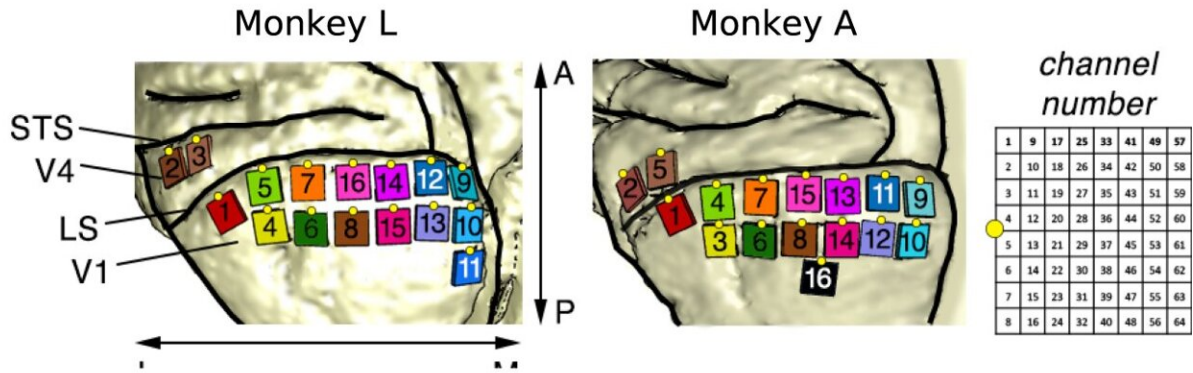 Monkey L
Monkey A
A
P
STS
V4
LS
V1
2 3
5 7 16 14 12 9
1 4 6 8 15 13 10
11
5
2
4 7 15 13 11 9
1
3 6 8 14 12 10
16
channel
number
1 9 17 25 33 41 49 57
2 10 18 26 34 42 50 58
3 11 19 27 35 43 51 59
4 12 20 28 36 44 52 60
5 13 21 29 37 45 53 61
6 14 22 30 38 46 54 62
7 15 23 31 39 47 55 63
8 16 24 32 40 48 56 64